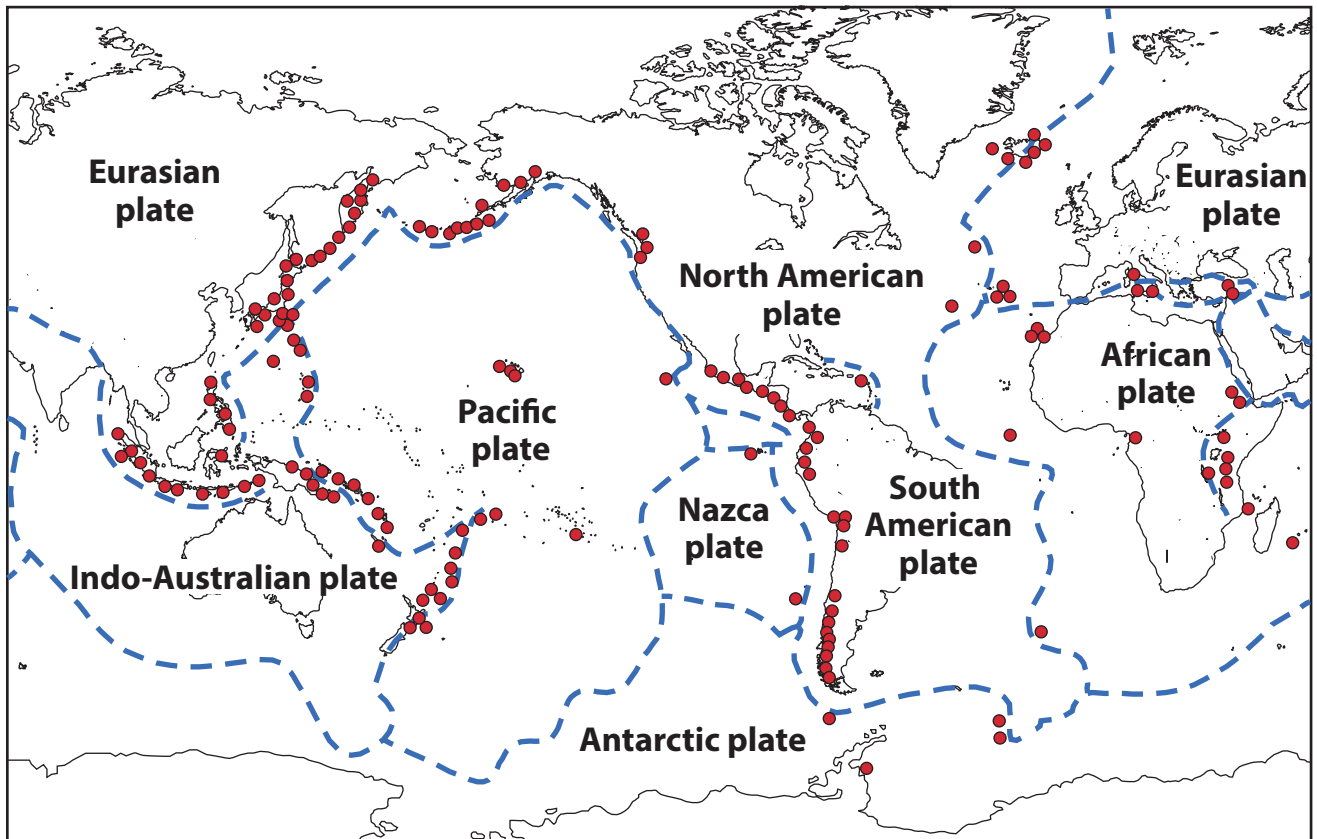 Eurasian
plate
Eurasian
plate
North American
plate
African
plate
Pacific
plate
Nazca
plate
South
American
plate
Indo-Australian plate
Antarctic plate